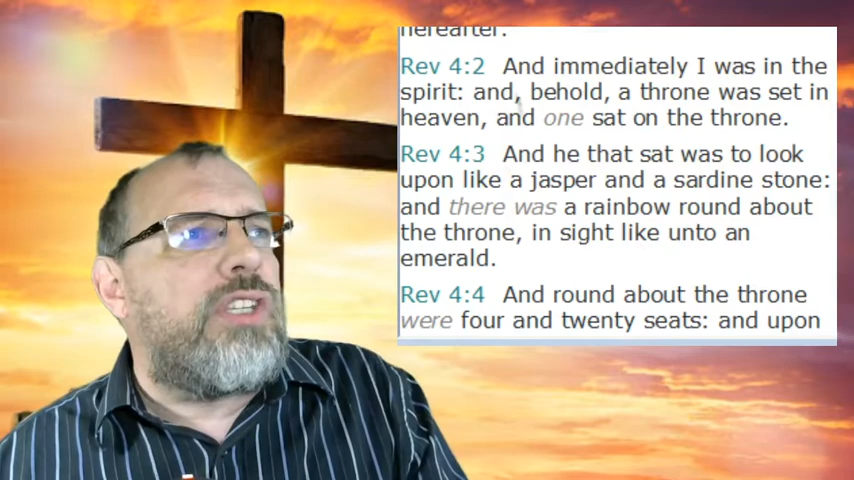 hereafter.
Rev 4:2 And immediately I was in the
spirit: and, behold, a throne was set in
heaven, and one sat on the throne.
Rev 4:3 And he that sat was to look
upon like a jasper and a sardine stone:
and there was a rainbow round about
the throne, in sight like unto an
emerald.
Rev 4:4 And round about the throne
were four and twenty seats: and upon